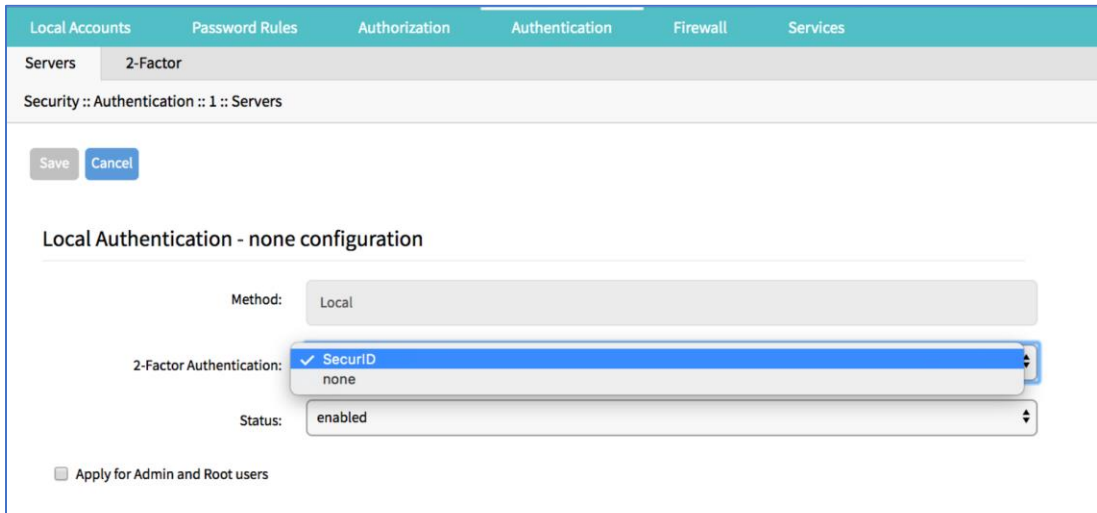 Local Accounts Password Rules Authorization Authentication Firewall Services
Servers 2-Factor
Security :: Authentication :: 1 :: Servers
Save Cancel
Local Authentication - none configuration
Method: Local
2-Factor Authentication: ✓ SecurID
none
Status: enabled
Apply for Admin and Root users